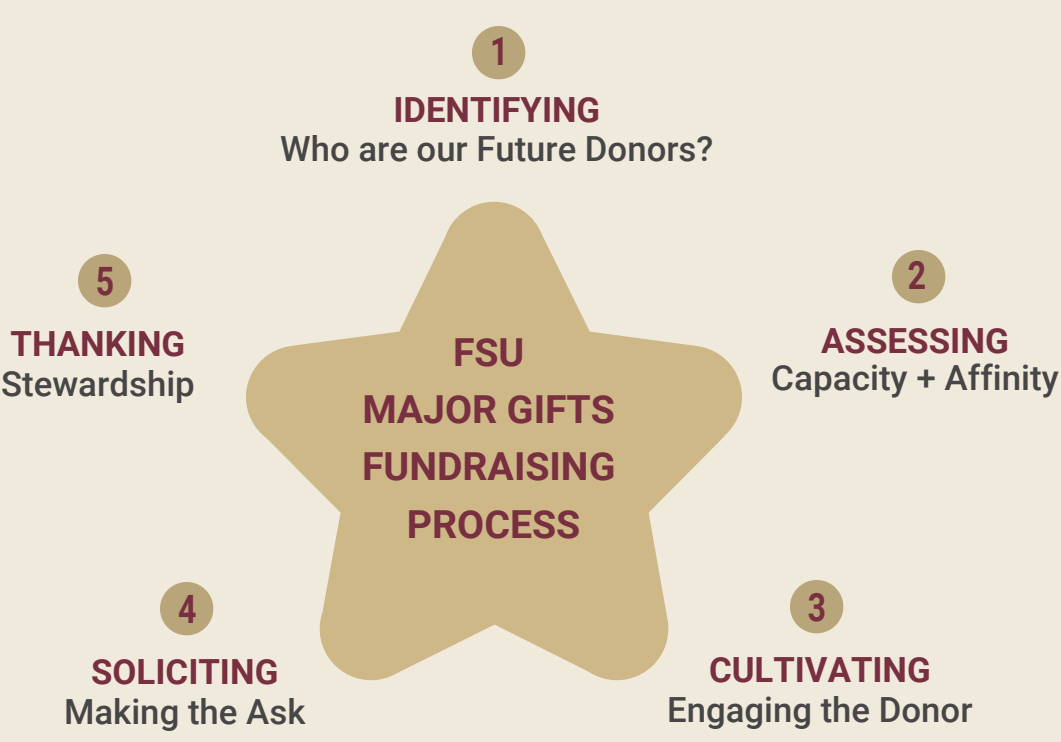 1
IDENTIFYING
Who are our Future Donors?
2
ASSESSING
Capacity + Affinity
3
CULTIVATING
Engaging the Donor
4
SOLICITING
Making the Ask
5
THANKING
Stewardship
FSU
MAJOR GIFTS
FUNDRAISING
PROCESS